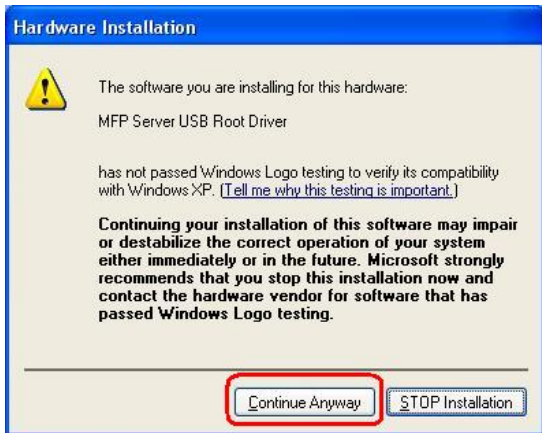 Hardware Installation
The software you are installing for this hardware:
MFP Server USB Root Driver
has not passed Windows Logo testing to verify its compatibility
with Windows XP. (Tell me why this testing is important.)
Continuing your installation of this software may impair
or destabilize the correct operation of your system
either immediately or in the future. Microsoft strongly
recommends that you stop this installation now and
contact the hardware vendor for software that has
passed Windows Logo testing.
Continue Anyway
STOP Installation